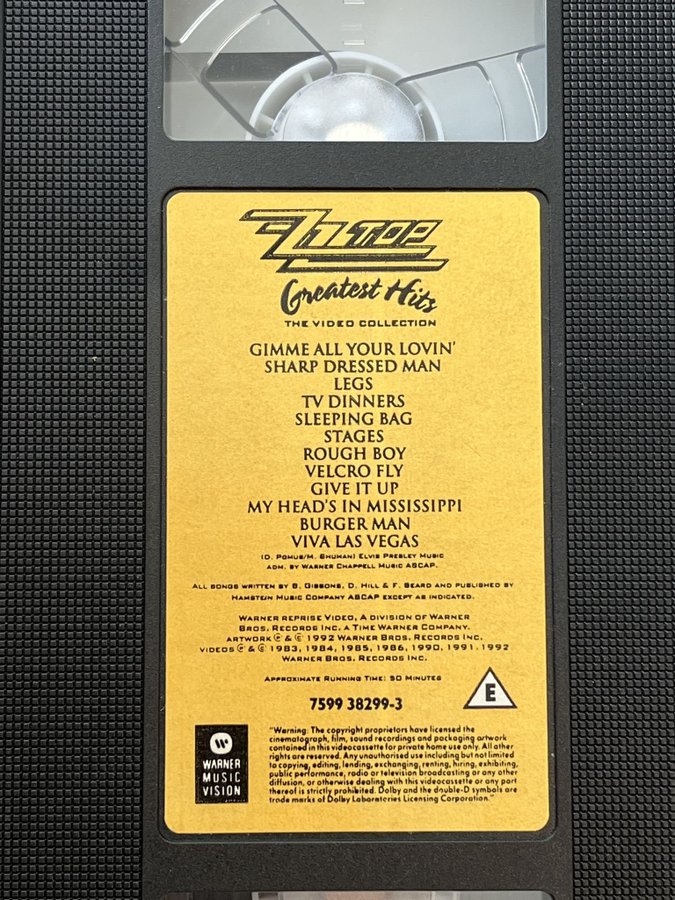 ZZ TOP
Greatest Hits
THE VIDEO COLLECTION
GIMME ALL YOUR LOVIN'
SHARP DRESSED MAN
LEGS
TV DINNERS
SLEEPING BAG
STAGES
ROUGH BOY
VELCRO FLY
GIVE IT UP
MY HEAD'S IN MISSISSIPPI
BURGER MAN
VIVA LAS VEGAS
(D. POMUS/M. SHUMAN) ELVIS PRESLEY MUSIC
ADM. BY WARNER CHAPPELL MUSIC ASCAP.
ALL SONGS WRITTEN BY B. GIBBONS, D. HILL & F. BEARD AND PUBLISHED BY
HAMSTEIN MUSIC COMPANY ASCAP EXCEPT AS INDICATED.
WARNER REPRISE VIDEO, A DIVISION OF WARNER
BROS. RECORDS INC. A TIME WARNER COMPANY.
ARTWORK ℗ & © 1992 WARNER BROS. RECORDS INC.
VIDEOS ℗ & © 1983, 1984, 1985, 1986, 1990, 1991, 1992
WARNER BROS. RECORDS INC.
APPROXIMATE RUNNING TIME: 50 MINUTES
E
7599 38299-3
W
WARNER
MUSIC
VISION
"Warning: The copyright proprietors have licensed the
cinematograph, film, sound recordings and packaging artwork
contained in this videocassette for private home use only. All other
rights are reserved. Any unauthorised use including but not limited
to copying, editing, lending, exchanging, renting, hiring, exhibiting,
public performance, radio or television broadcasting or any other
diffusion, or otherwise dealing with this videocassette or any part
thereof is strictly prohibited. Dolby and the double-D symbols are
trade marks of Dolby Laboratories Licensing Corporation."